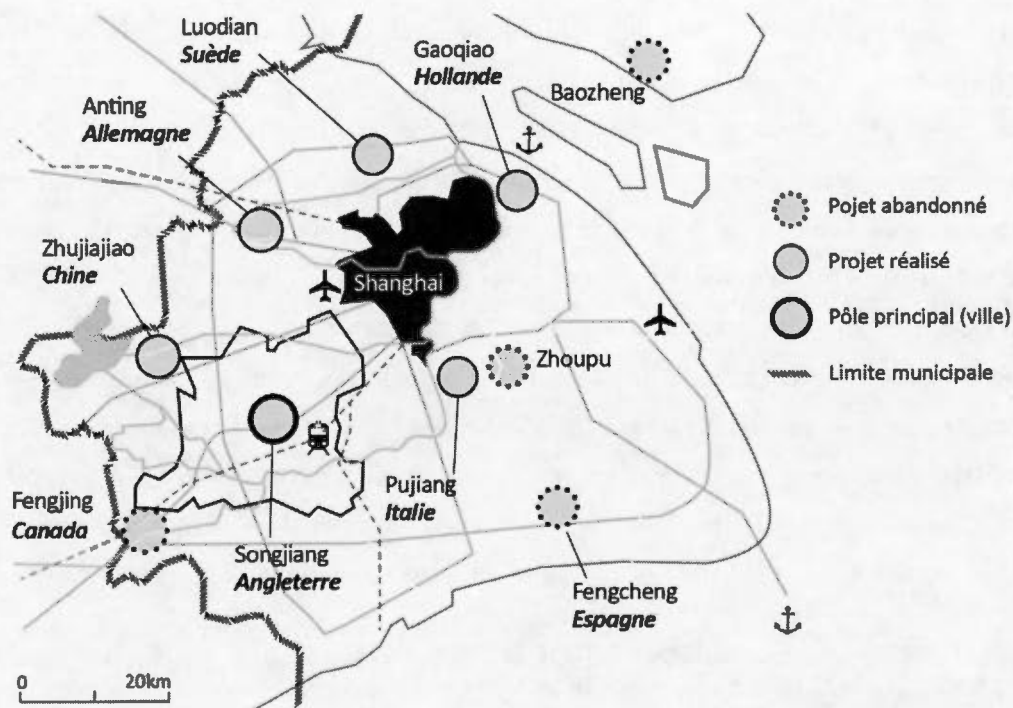 Luodian
Suède
Gaoqiao
Hollande
Baozheng
Anting
Allemagne
Zhujiajiao
Chine
Shanghai
Zhoupu
Fengjing
Canada
Pujiang
Italie
Songjiang
Angleterre
Fengcheng
Espagne
Pojet abandonné
Projet réalisé
Pôle principal (ville)
Limite municipale
0 20km